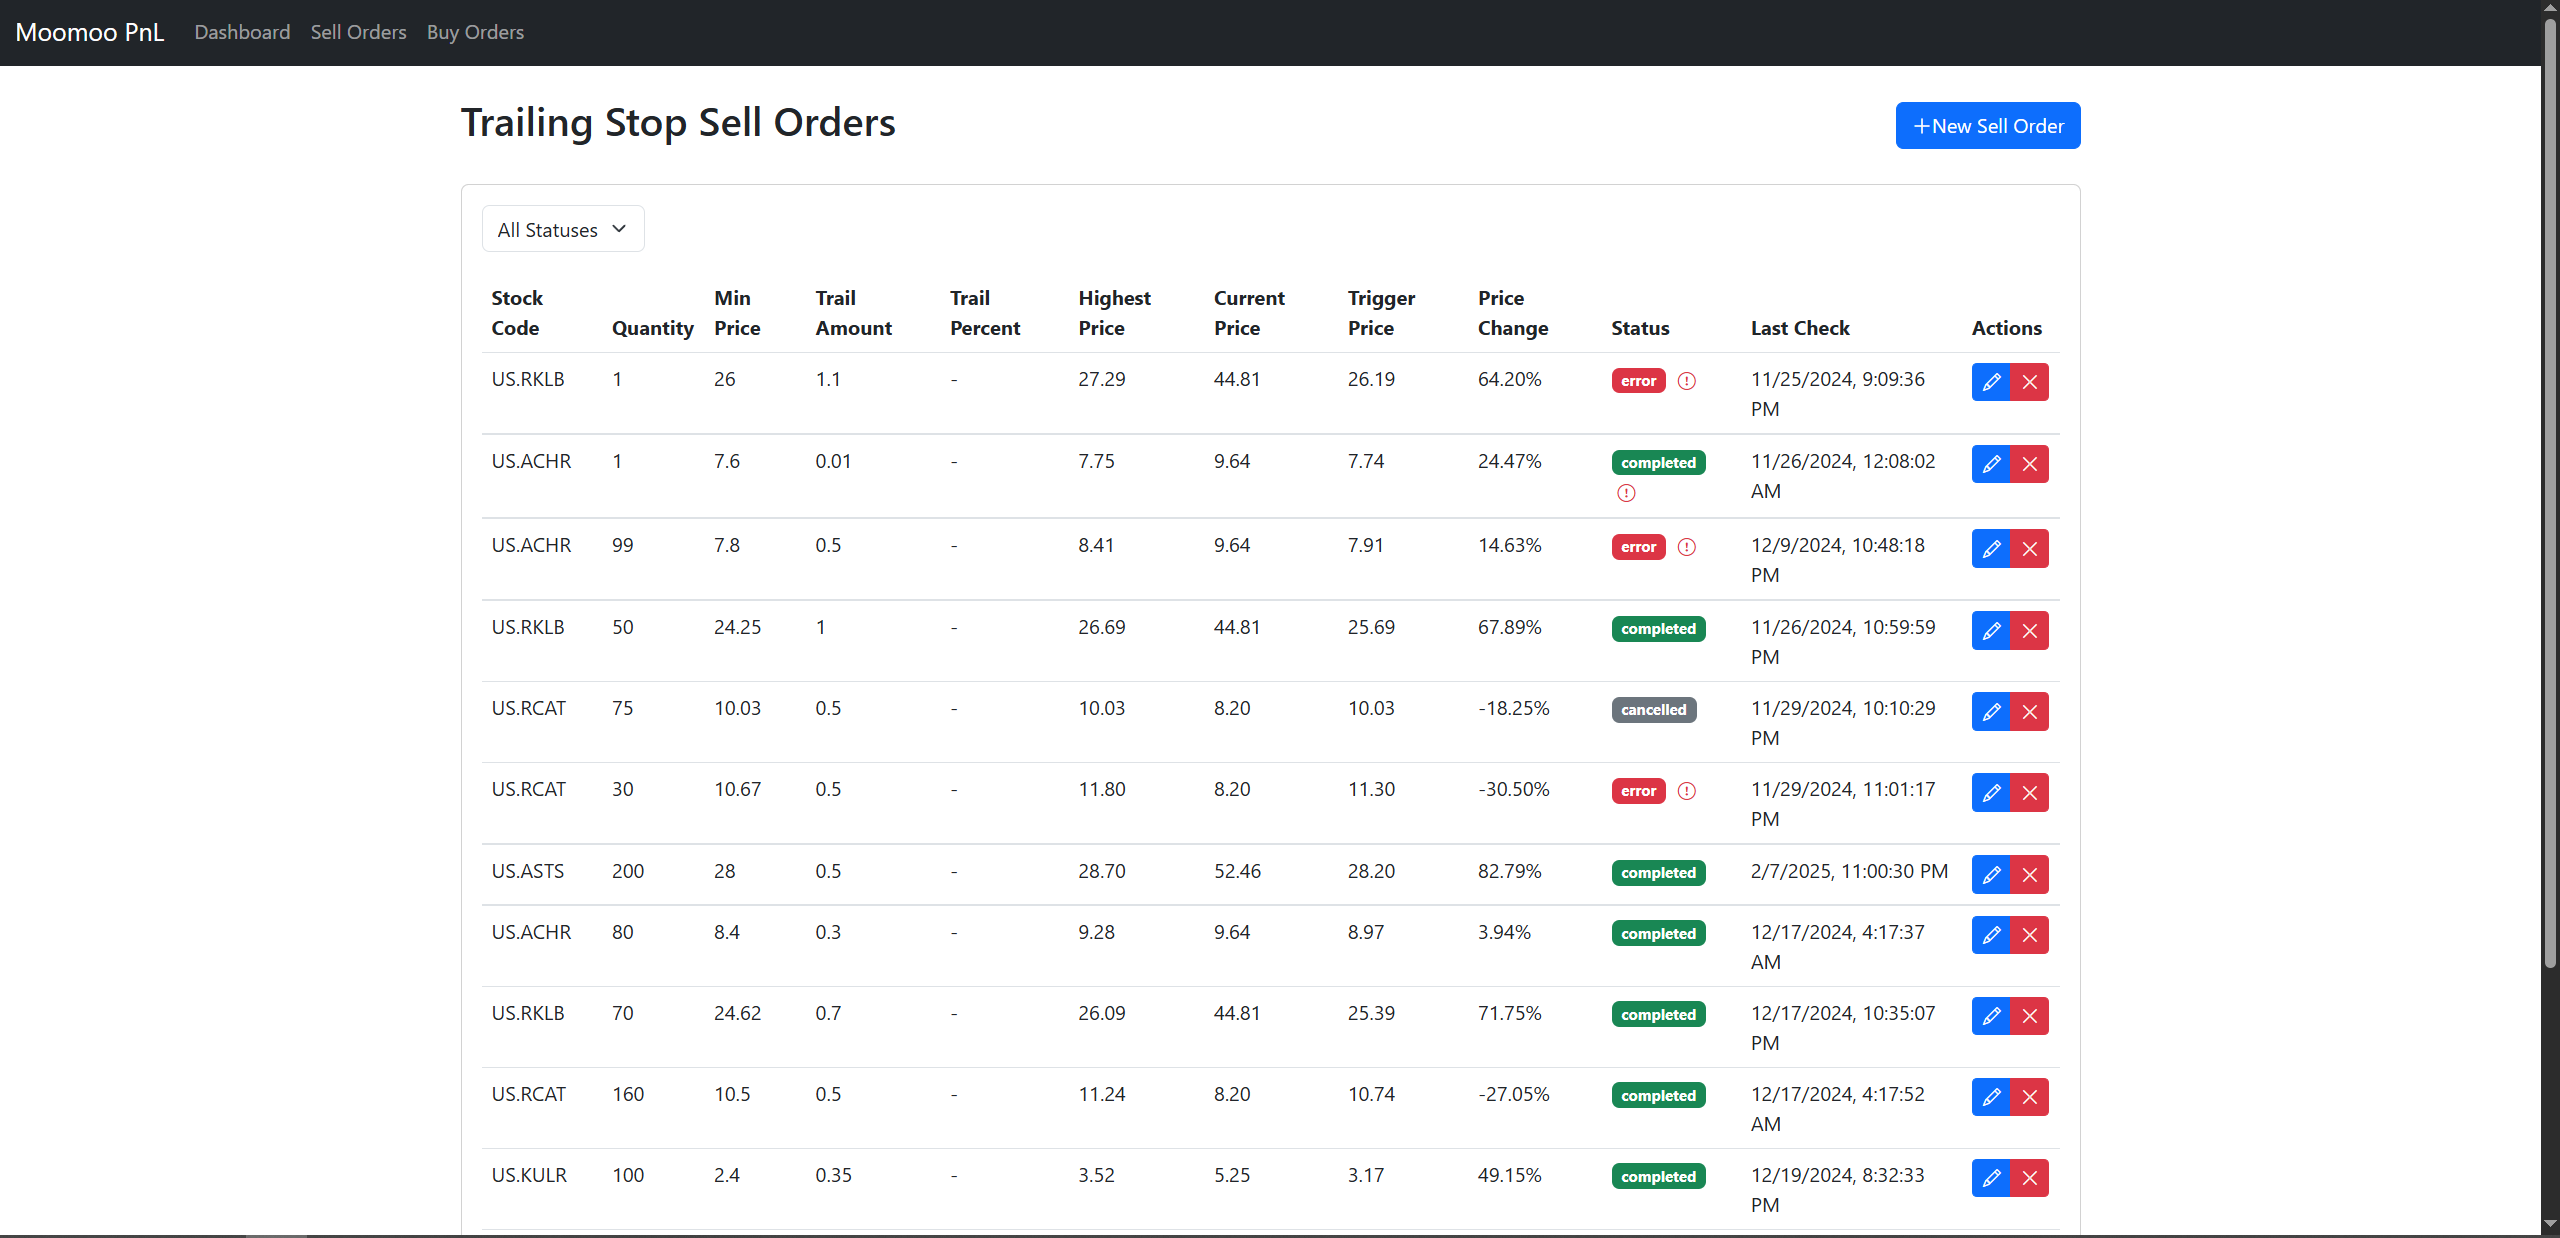 Moomoo PnL Dashboard Sell Orders Buy Orders
Trailing Stop Sell Orders
+New Sell Order
All Statuses
Stock Code Quantity Min Price Trail Amount Trail Percent Highest Price Current Price Trigger Price Price Change Status Last Check Actions
US.RKLB 1 26 1.1 - 27.29 44.81 26.19 64.20% error 11/25/2024, 9:09:36 PM
US.ACHR 1 7.6 0.01 - 7.75 9.64 7.74 24.47% completed 11/26/2024, 12:08:02 AM
US.ACHR 99 7.8 0.5 - 8.41 9.64 7.91 14.63% error 12/9/2024, 10:48:18 PM
US.RKLB 50 24.25 1 - 26.69 44.81 25.69 67.89% completed 11/26/2024, 10:59:59 PM
US.RCAT 75 10.03 0.5 - 10.03 8.20 10.03 -18.25% cancelled 11/29/2024, 10:10:29 PM
US.RCAT 30 10.67 0.5 - 11.80 8.20 11.30 -30.50% error 11/29/2024, 11:01:17 PM
US.ASTS 200 28 0.5 - 28.70 52.46 28.20 82.79% completed 2/7/2025, 11:00:30 PM
US.ACHR 80 8.4 0.3 - 9.28 9.64 8.97 3.94% completed 12/17/2024, 4:17:37 AM
US.RKLB 70 24.62 0.7 - 26.09 44.81 25.39 71.75% completed 12/17/2024, 10:35:07 PM
US.RCAT 160 10.5 0.5 - 11.24 8.20 10.74 -27.05% completed 12/17/2024, 4:17:52 AM
US.KULR 100 2.4 0.35 - 3.52 5.25 3.17 49.15% completed 12/19/2024, 8:32:33 PM